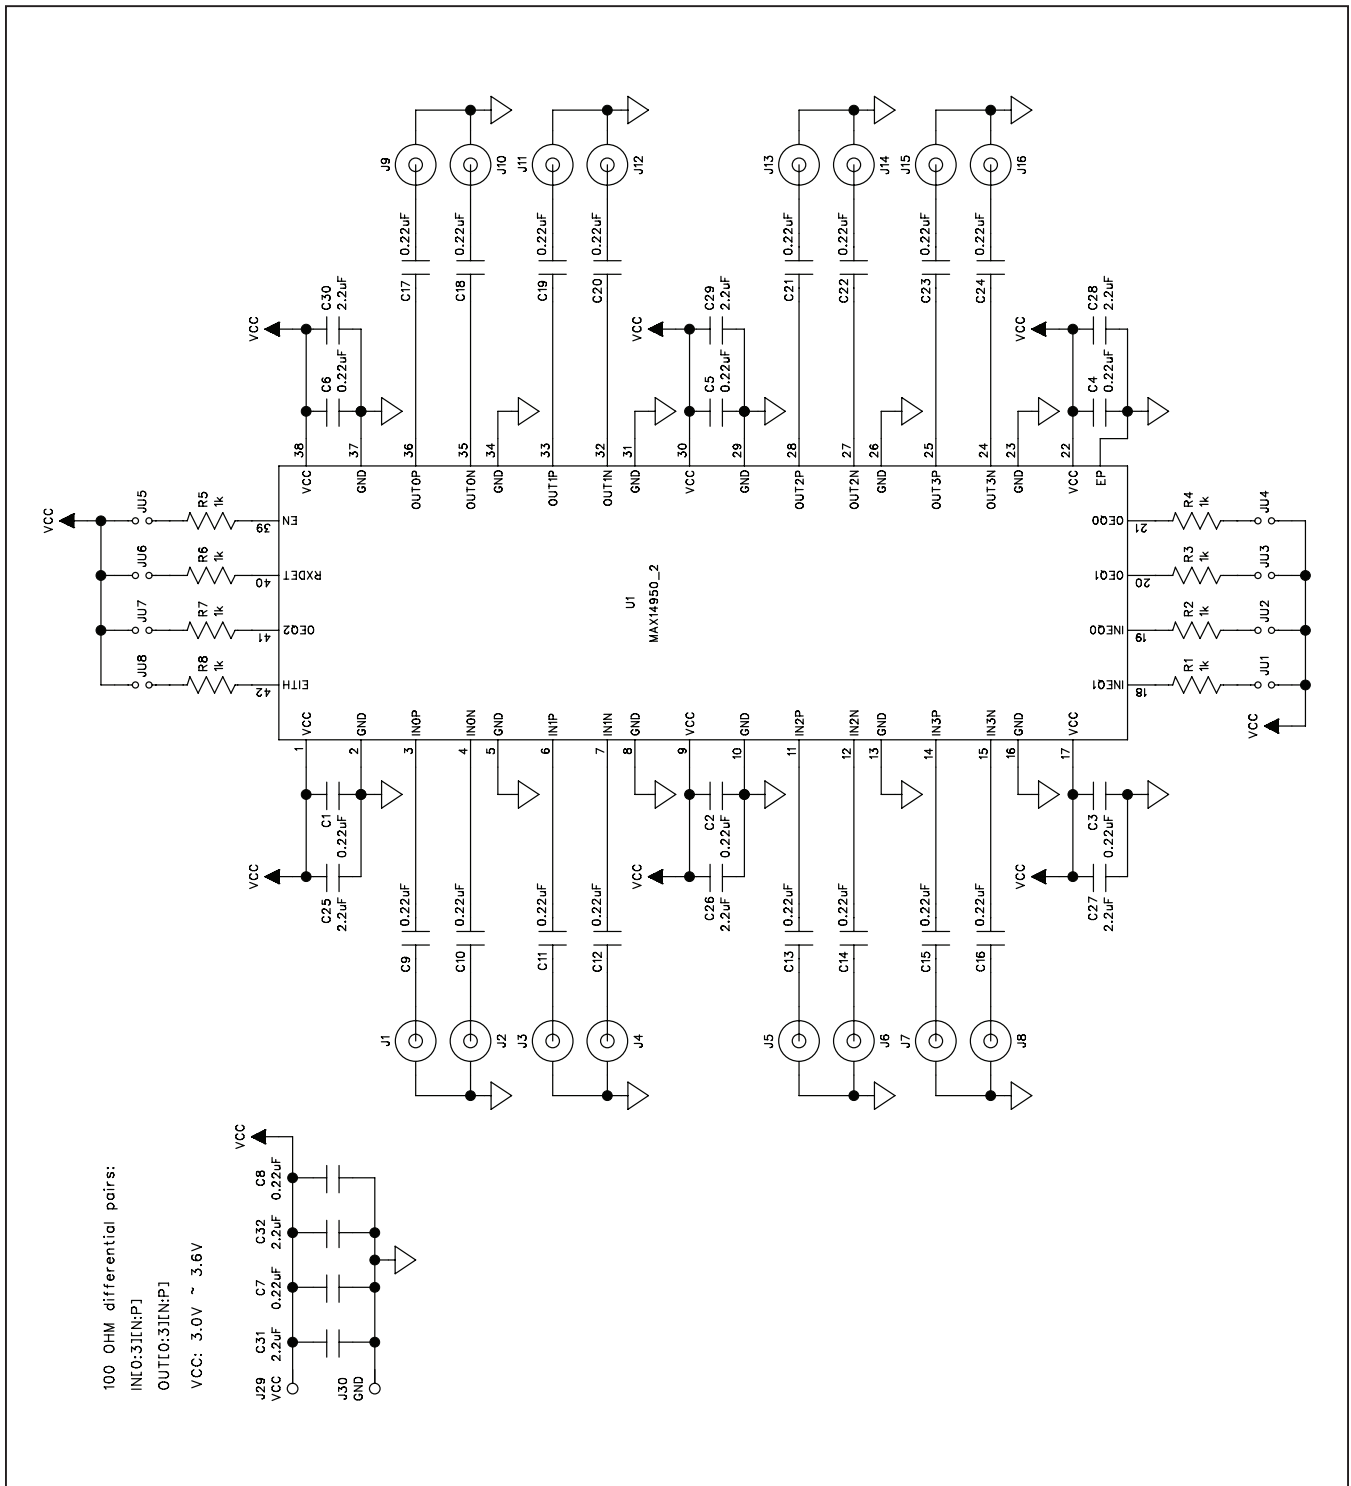 J9
J10
J11
J12
J13
J14
J15
J16
0.22uF
0.22uF
0.22uF
0.22uF
0.22uF
0.22uF
0.22uF
0.22uF
C17
C18
C19
C20
C21
C22
C23
C24
VCC
C30
2.2uF
C6
0.22uF
VCC
C29
2.2uF
C5
0.22uF
VCC
C28
2.2uF
C4
0.22uF
38
37
36
35
34
33
32
31
30
29
28
27
26
25
24
23
22
VCC
GND
OUT0P
OUT0N
GND
OUT1P
OUT1N
GND
VCC
GND
OUT2P
OUT2N
GND
OUT3P
OUT3N
GND
VCC
EP
VCC
JU5
R5
1k
39
EN
JU6
R6
1k
40
RXDET
JU7
R7
1k
41
OEQ2
JU8
R8
1k
42
EITH
U1
MAX14950_2
OEQ0
21
R4
1k
JU4
OEQ1
20
R3
1k
JU3
INEQ0
19
R2
1k
JU2
INEQ1
18
R1
1k
JU1
VCC
VCC
GND
IN0P
IN0N
GND
IN1P
IN1N
GND
VCC
GND
IN2P
IN2N
GND
IN3P
IN3N
GND
VCC
1
2
3
4
5
6
7
8
9
10
11
12
13
14
15
16
17
C1
0.22uF
VCC
C25
2.2uF
C2
0.22uF
VCC
C26
2.2uF
C3
0.22uF
VCC
C27
2.2uF
0.22uF
0.22uF
0.22uF
0.22uF
0.22uF
0.22uF
0.22uF
0.22uF
C9
C10
C11
C12
C13
C14
C15
C16
J1
J2
J3
J4
J5
J6
J7
J8
100 OHM differential pairs:
IN[0:3][N:P]
OUT[0:3][N:P]
VCC: 3.0V ~ 3.6V
VCC
C8
0.22uF
C32
2.2uF
C7
0.22uF
C31
2.2uF
J29
VCC
J30
GND